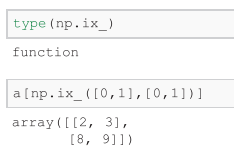 type(np.ix_)
function
a[np.ix_([0,1],[0,1])]
array([[2, 3],
       [8, 9]])